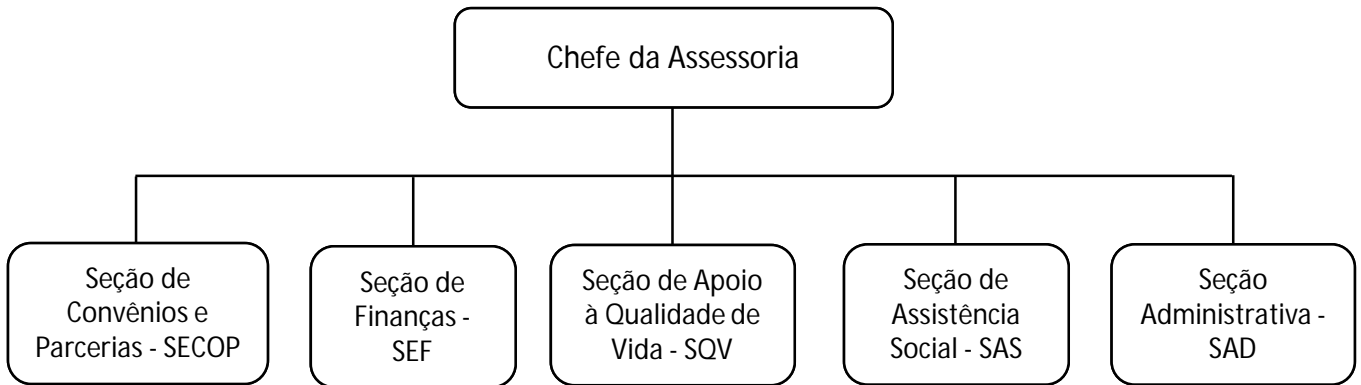 Chefe da Assessoria
Seção de
Convênios e
Parcerias - SECOP
Seção de
Finanças -
SEF
Seção de Apoio
à Qualidade de
Vida - SQV
Seção de
Assistência
Social - SAS
Seção
Administrativa -
SAD